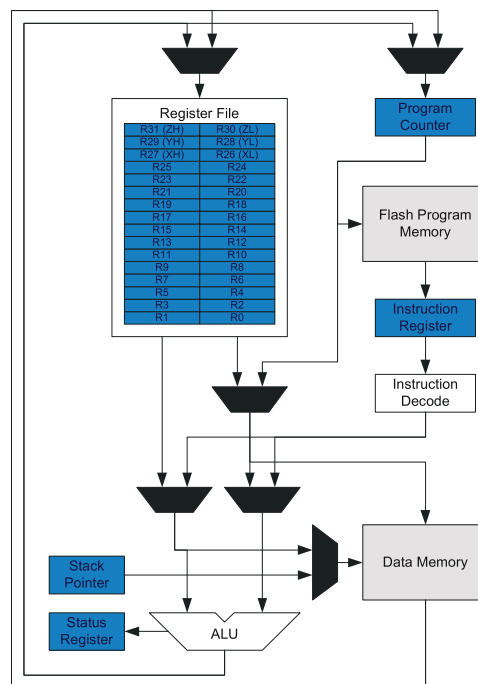 Register File
R31 (ZH) R30 (ZL)
R29 (YH) R28 (YL)
R27 (XH) R26 (XL)
R25 R24
R23 R22
R21 R20
R19 R18
R17 R16
R15 R14
R13 R12
R11 R10
R9 R8
R7 R6
R5 R4
R3 R2
R1 R0
Program
Counter
Flash Program
Memory
Instruction
Register
Instruction
Decode
Stack
Pointer
Data Memory
Status
Register
ALU